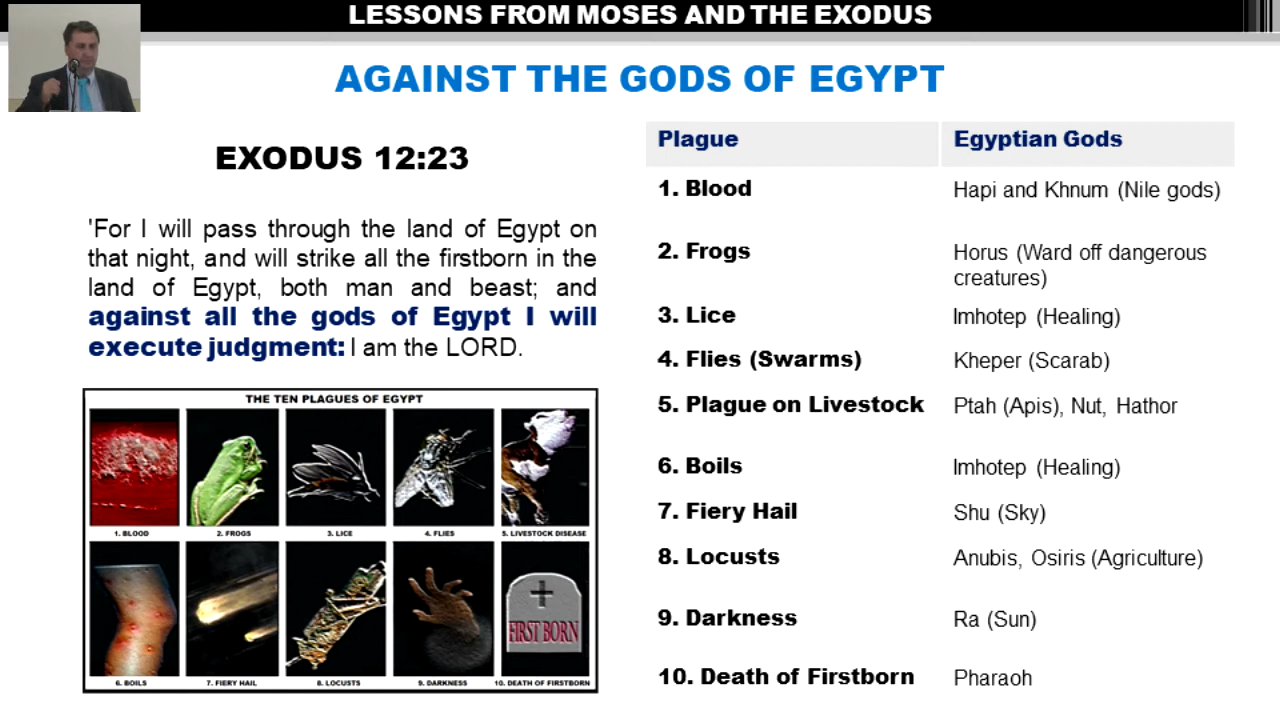 LESSONS FROM MOSES AND THE EXODUS
AGAINST THE GODS OF EGYPT
EXODUS 12:23
'For I will pass through the land of Egypt on
that night, and will strike all the firstborn in the
land of Egypt, both man and beast; and
against all the gods of Egypt I will
execute judgment: I am the LORD.
THE TEN PLAGUES OF EGYPT
1. BLOOD
2. FROGS
3. LICE
4. FLIES
5. LIVESTOCK DISEASE
FIRST BORN
6. BOILS
7. FIERY HAIL
8. LOCUSTS
9. DARKNESS
10. DEATH OF FIRSTBORN
Plague Egyptian Gods
1. Blood Hapi and Khnum (Nile gods)
2. Frogs Horus (Ward off dangerous
creatures)
3. Lice Imhotep (Healing)
4. Flies (Swarms) Kheper (Scarab)
5. Plague on Livestock Ptah (Apis), Nut, Hathor
6. Boils Imhotep (Healing)
7. Fiery Hail Shu (Sky)
8. Locusts Anubis, Osiris (Agriculture)
9. Darkness Ra (Sun)
10. Death of Firstborn Pharaoh